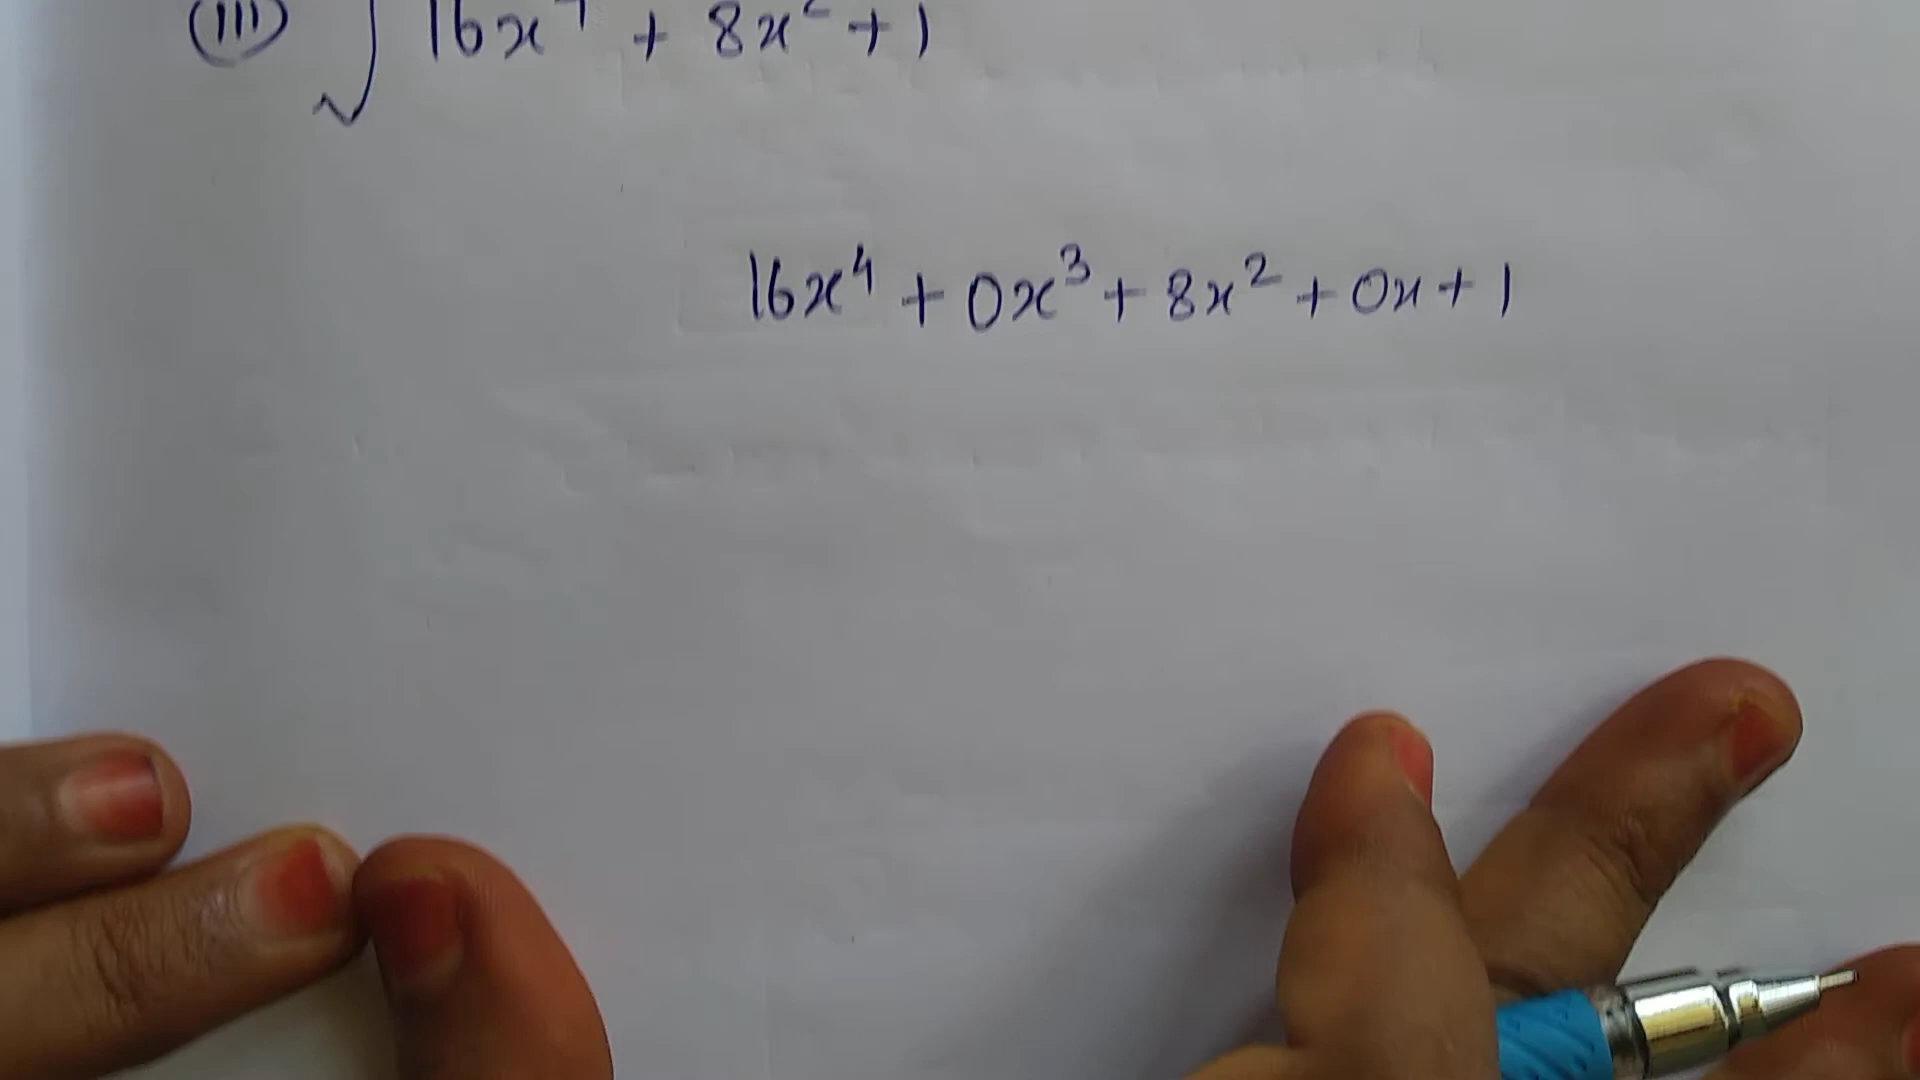 (iii) √16x⁴ + 8x² + 1
16x⁴ + 0x³ + 8x² + 0x + 1